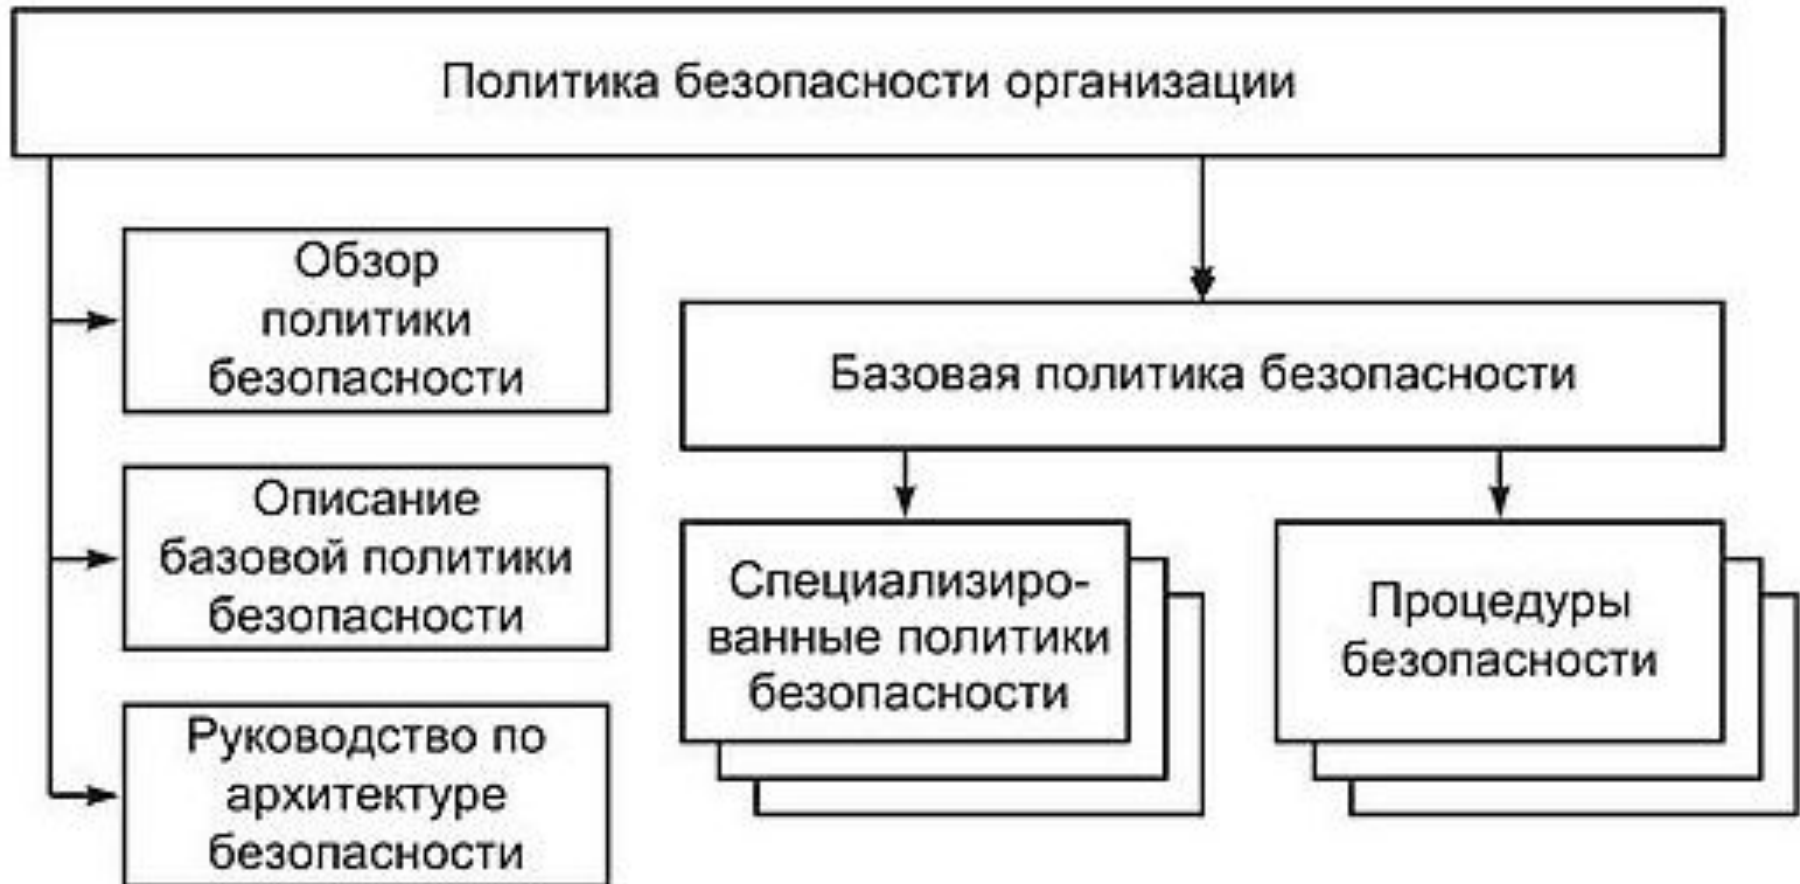 Политика безопасности организации
Обзор
политики
безопасности
Базовая политика безопасности
Описание
базовой политики
безопасности
Специализиро-
ванные политики
безопасности
Процедуры
безопасности
Руководство по
архитектуре
безопасности